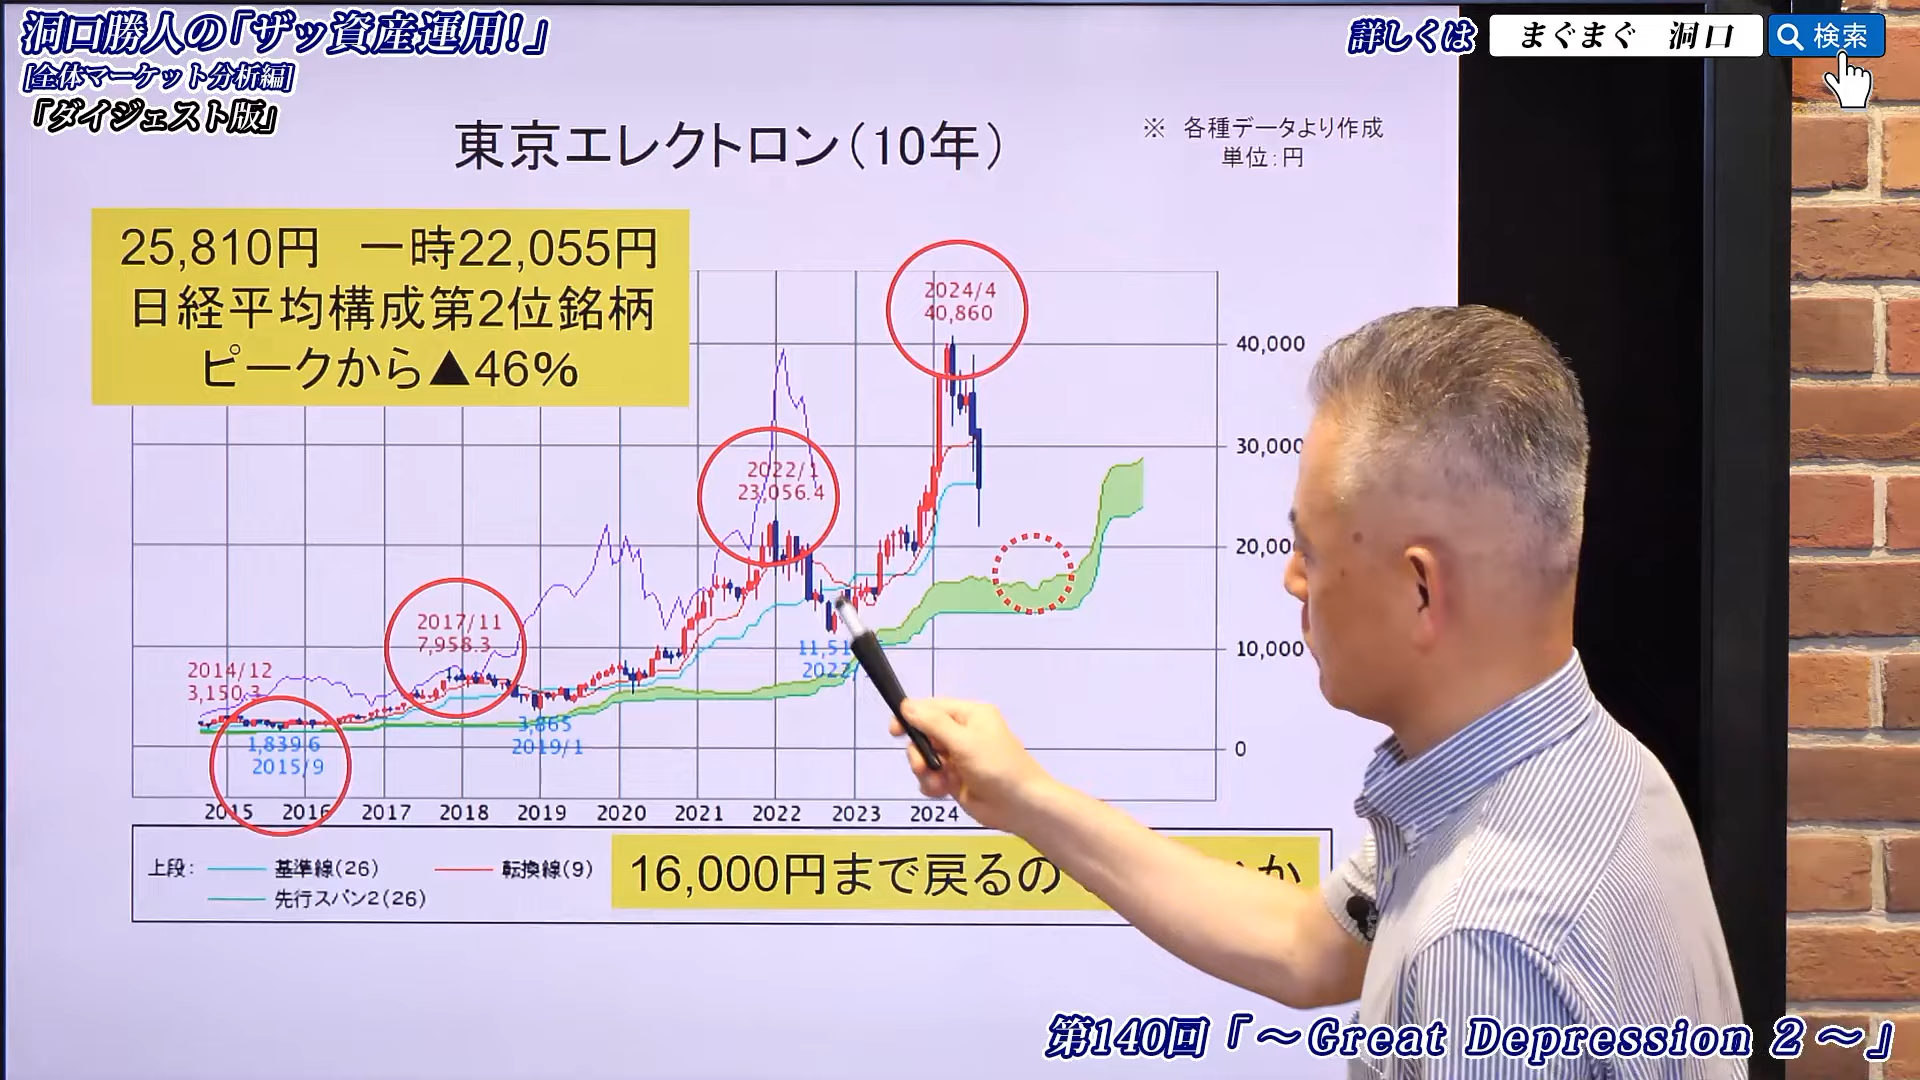 洞口勝人の「ザッ資産運用！」
[全体マーケット分析編]
「ダイジェスト版」
詳しくは
まぐまぐ 洞口
検索
東京エレクトロン（10年）
※ 各種データより作成
単位：円
25,810円 一時22,055円
日経平均構成第2位銘柄
ピークから▲46%
2024/4
40,860
2022/1
23,056.4
2017/11
7,958.3
2014/12
3,150.3
1,839.6
2015/9
3,865
2019/1
11,51
2022
40,000
30,000
20,00
10,000
0
2015 2016 2017 2018 2019 2020 2021 2022 2023 2024
上段： 基準線(26) 転換線(9)
先行スパン2(26)
16,000円まで戻るの か
第140回「～Great Depression 2～」